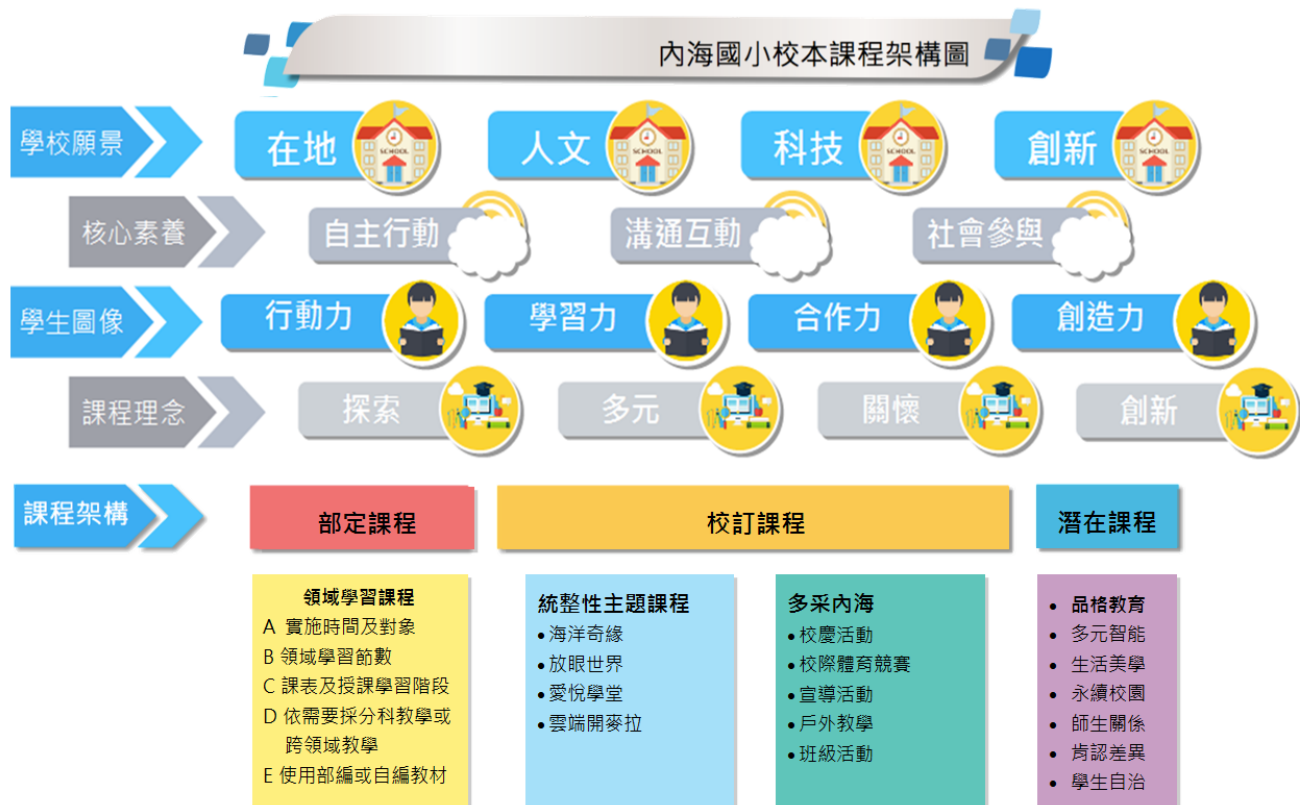 內海國小校本課程架構圖
學校願景
在地
SCHOOL
人文
SCHOOL
科技
SCHOOL
創新
SCHOOL
核心素養
自主行動
溝通互動
社會參與
學生圖像
行動力
學習力
合作力
創造力
課程理念
探索
多元
關懷
創新
課程架構
部定課程
校訂課程
潛在課程
領域學習課程
A 實施時間及對象
B 領域學習節數
C 課表及授課學習階段
D 依需要採分科教學或
跨領域教學
E 使用部編或自編教材
統整性主題課程
• 海洋奇緣
• 放眼世界
• 愛悅學堂
• 雲端開麥拉
多采內海
• 校慶活動
• 校際體育競賽
• 宣導活動
• 戶外教學
• 班級活動
• 品格教育
• 多元智能
• 生活美學
• 永續校園
• 師生關係
• 肯認差異
• 學生自治